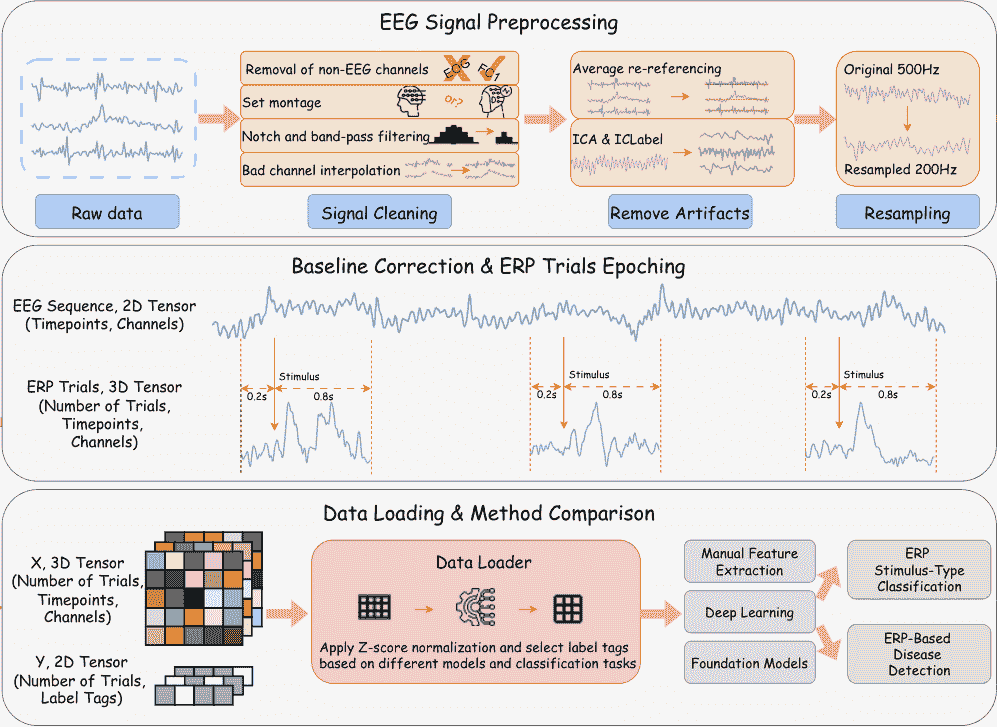 EEG Signal Preprocessing
Removal of non-EEG channels
EOG
FC1
Set montage
or?
Notch and band-pass filtering
Bad channel interpolation
Average re-referencing
ICA & ICLabel
Original 500Hz
Resampled 200Hz
Raw data
Signal Cleaning
Remove Artifacts
Resampling
Baseline Correction & ERP Trials Epoching
EEG Sequence, 2D Tensor
(Timepoints, Channels)
ERP Trials, 3D Tensor
(Number of Trials,
Timepoints,
Channels)
Stimulus
0.2s
0.8s
Stimulus
0.2s
0.8s
Stimulus
0.2s
0.8s
Data Loading & Method Comparison
X, 3D Tensor
(Number of Trials,
Timepoints,
Channels)
Y, 2D Tensor
(Number of Trials,
Label Tags)
Data Loader
Apply Z-score normalization and select label tags
based on different models and classification tasks
Manual Feature
Extraction
Deep Learning
Foundation Models
ERP
Stimulus-Type
Classification
ERP-Based
Disease
Detection